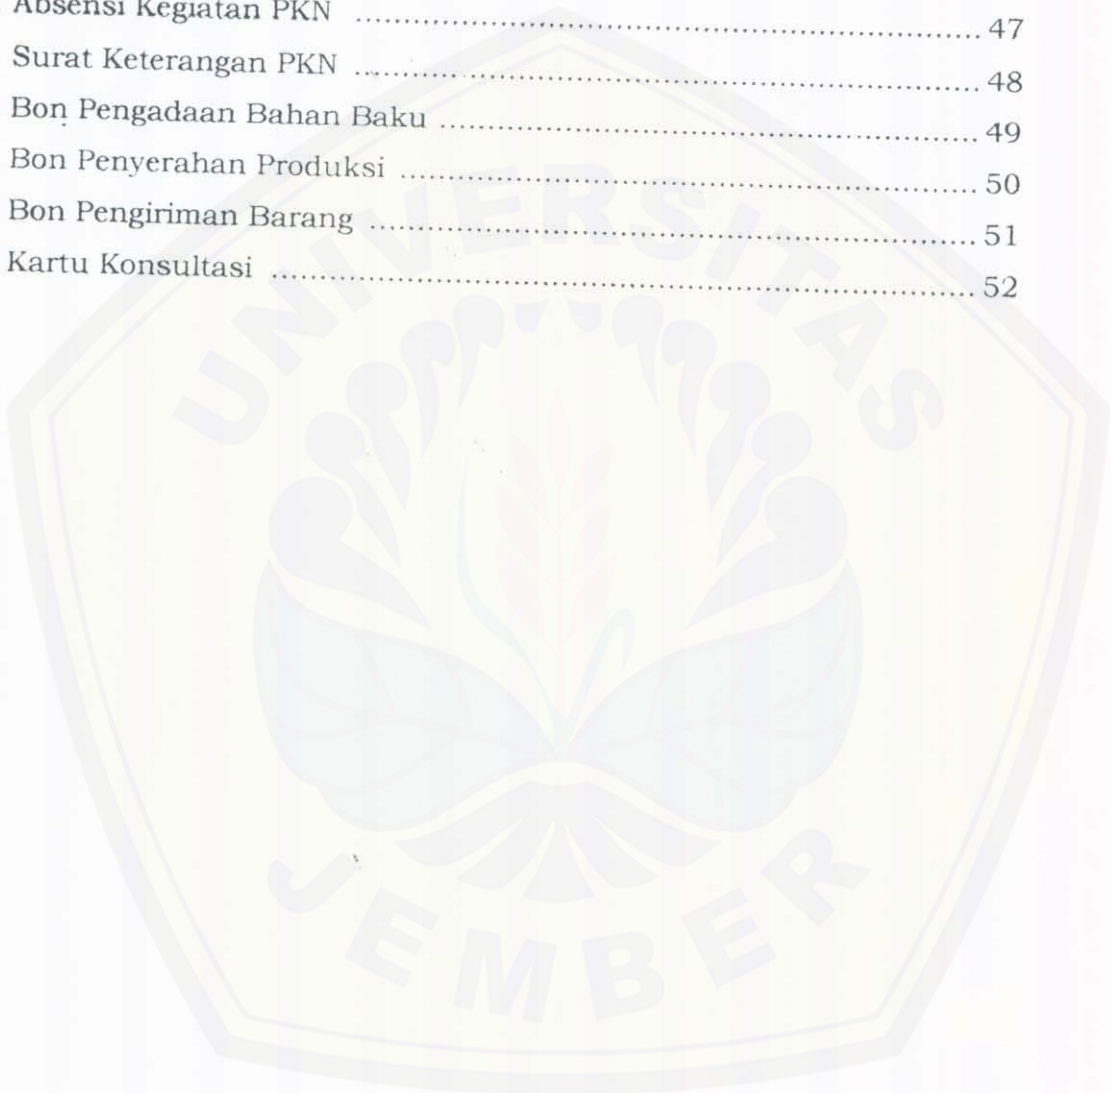 Absensi Kegiatan PKN ........................................................................ 47
Surat Keterangan PKN ........................................................................ 48
Bon Pengadaan Bahan Baku ............................................................ 49
Bon Penyerahan Produksi ................................................................. 50
Bon Pengiriman Barang ..................................................................... 51
Kartu Konsultasi ................................................................................. 52
UNIVERSITAS
JEMBER